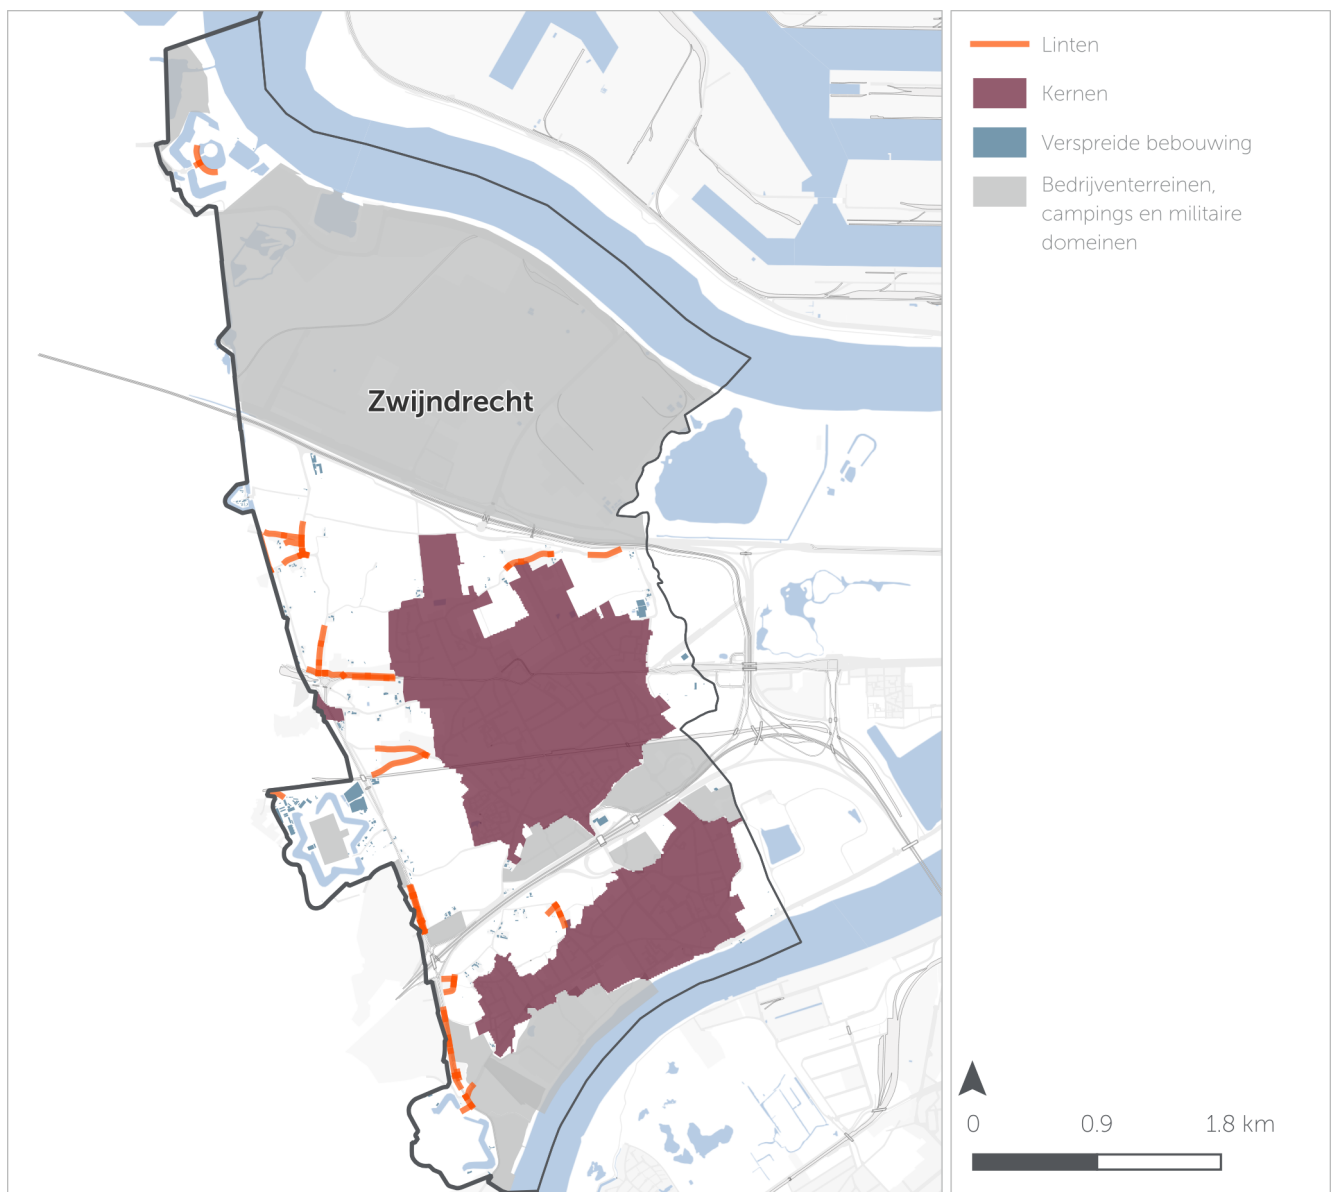 Zwijndrecht
Linten
Kernen
Verspreide bebouwing
Bedrijventerreinen,
campings en militaire
domeinen
0 0.9 1.8 km